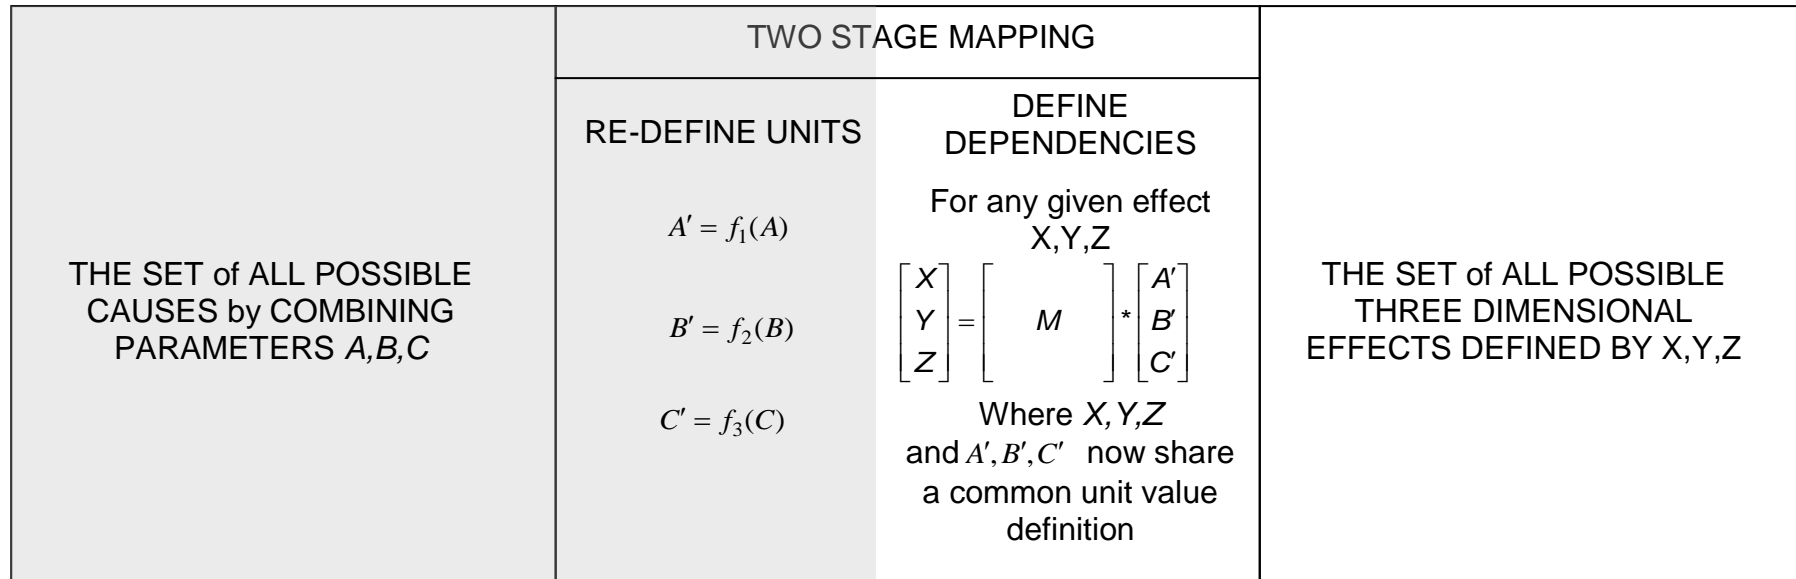 TWO STAGE MAPPING
THE SET of ALL POSSIBLE
CAUSES by COMBINING
PARAMETERS A,B,C
RE-DEFINE UNITS
A′ = f₁(A)
B′ = f₂(B)
C′ = f₃(C)
DEFINE
DEPENDENCIES
For any given effect
X,Y,Z
[X Y Z] = [M] * [A′ B′ C′]
Where X,Y,Z
and A′,B′,C′ now share
a common unit value
definition
THE SET of ALL POSSIBLE
THREE DIMENSIONAL
EFFECTS DEFINED BY X,Y,Z